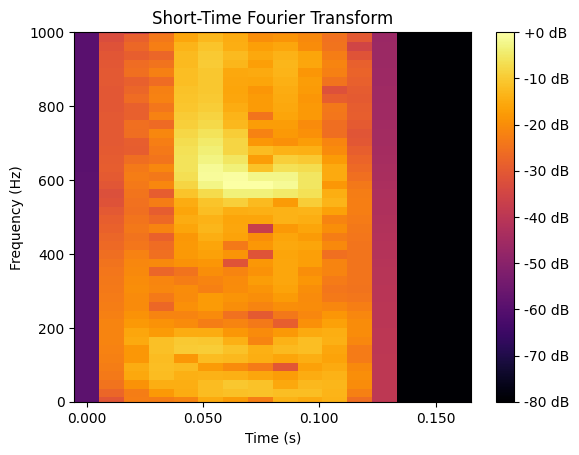 Short-Time Fourier Transform
1000
800
600
400
200
0
Frequency (Hz)
0.000
0.050
0.100
0.150
Time (s)
+0 dB
-10 dB
-20 dB
-30 dB
-40 dB
-50 dB
-60 dB
-70 dB
-80 dB